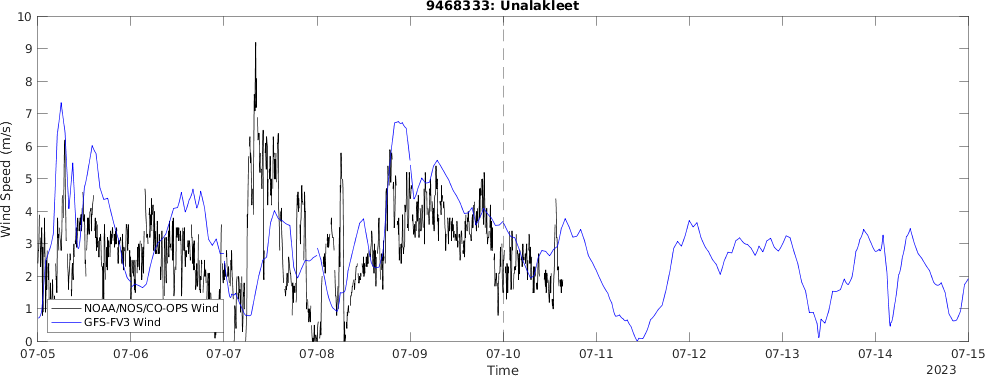 9468333: Unalakleet
10
9
8
7
6
5
4
3
2
1
0
Wind Speed (m/s)
NOAA/NOS/CO-OPS Wind
GFS-FV3 Wind
07-05 07-06 07-07 07-08 07-09 07-10 07-11 07-12 07-13 07-14 07-15
Time
2023